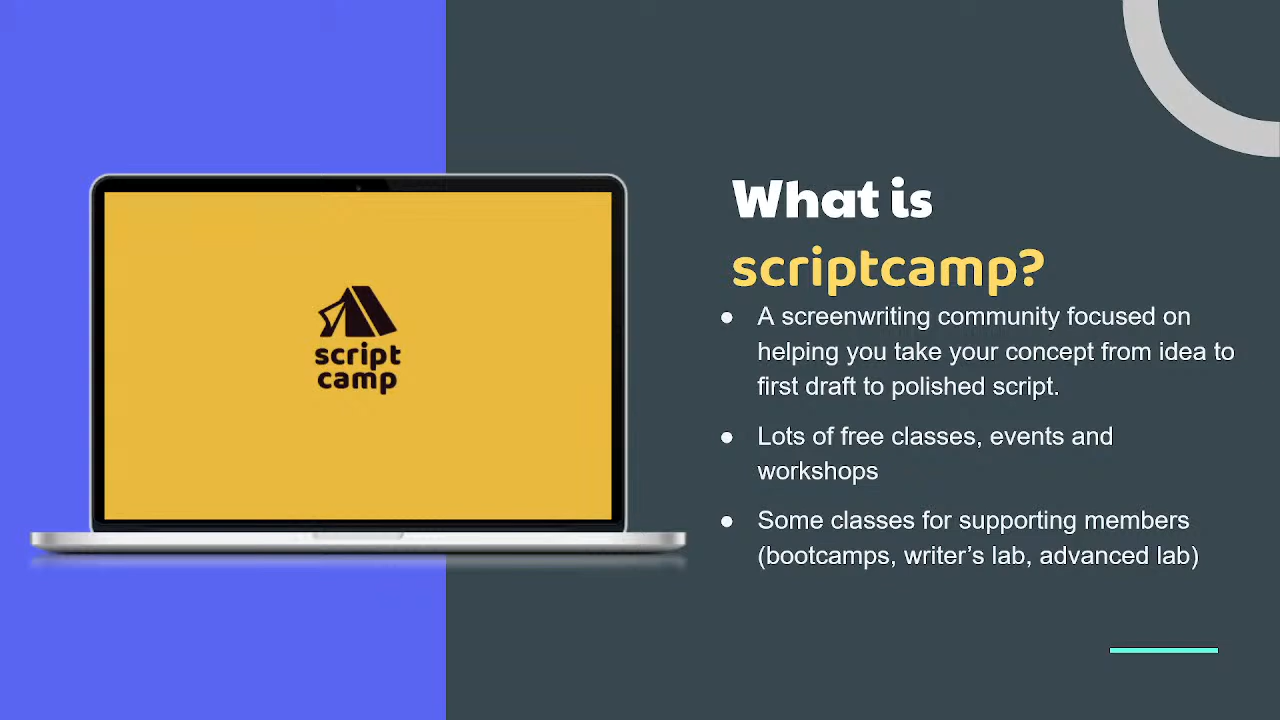 script
camp
What is
scriptcamp?
● A screenwriting community focused on
helping you take your concept from idea to
first draft to polished script.
● Lots of free classes, events and
workshops
● Some classes for supporting members
(bootcamps, writer’s lab, advanced lab)